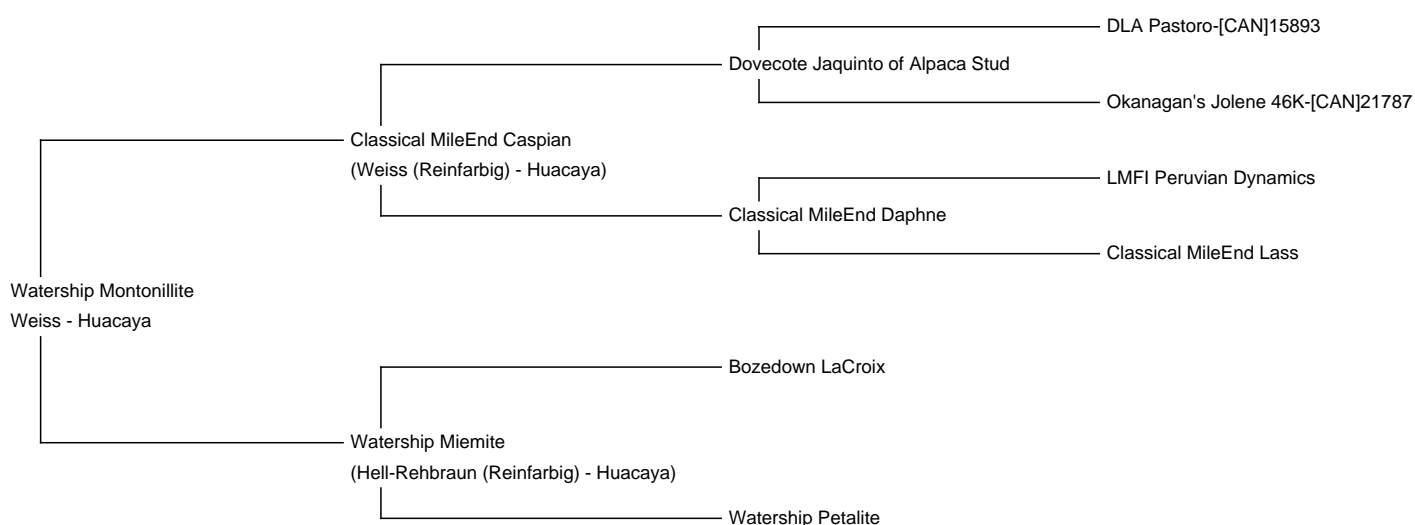 DLA Pastoro-[CAN]15893
Dovecote Jaquinto of Alpaca Stud
Okanagan's Jolene 46K-[CAN]21787
Classical MileEnd Caspian
(Weiss (Reinfarbig) - Huacaya)
LMFI Peruvian Dynamics
Classical MileEnd Daphne
Classical MileEnd Lass
Watership Montonillite
Weiss - Huacaya
Bozedown LaCroix
Watership Miemite
(Hell-Rehbraun (Reinfarbig) - Huacaya)
Watership Petalite